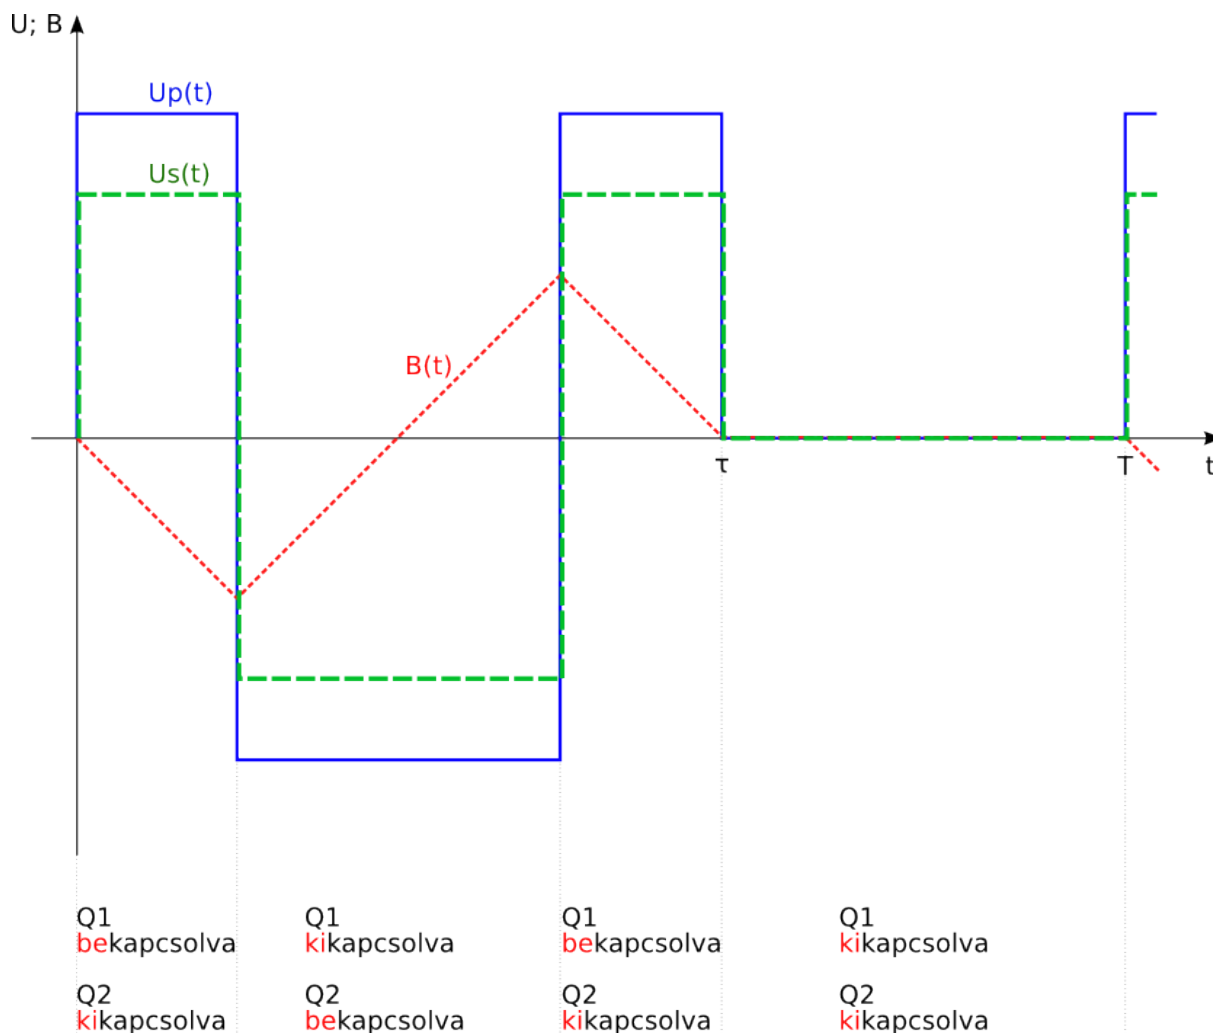 U; B
Up(t)
Us(t)
B(t)
τ
T
t
Q1 Q1 Q1 Q1
bekapcsolva kikapcsolva bekapcsolva kikapcsolva
Q2 Q2 Q2 Q2
kikapcsolva bekapcsolva kikapcsolva kikapcsolva